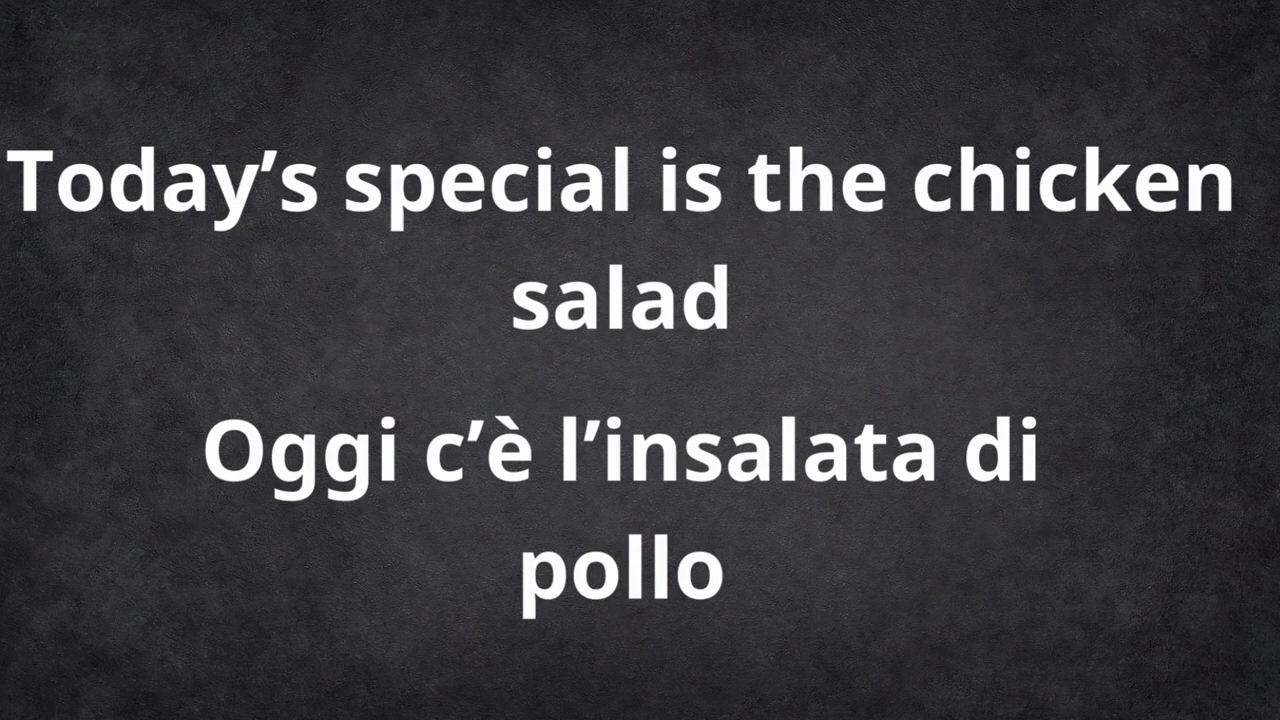 Today’s special is the chicken
salad
Oggi c’è l’insalata di
pollo